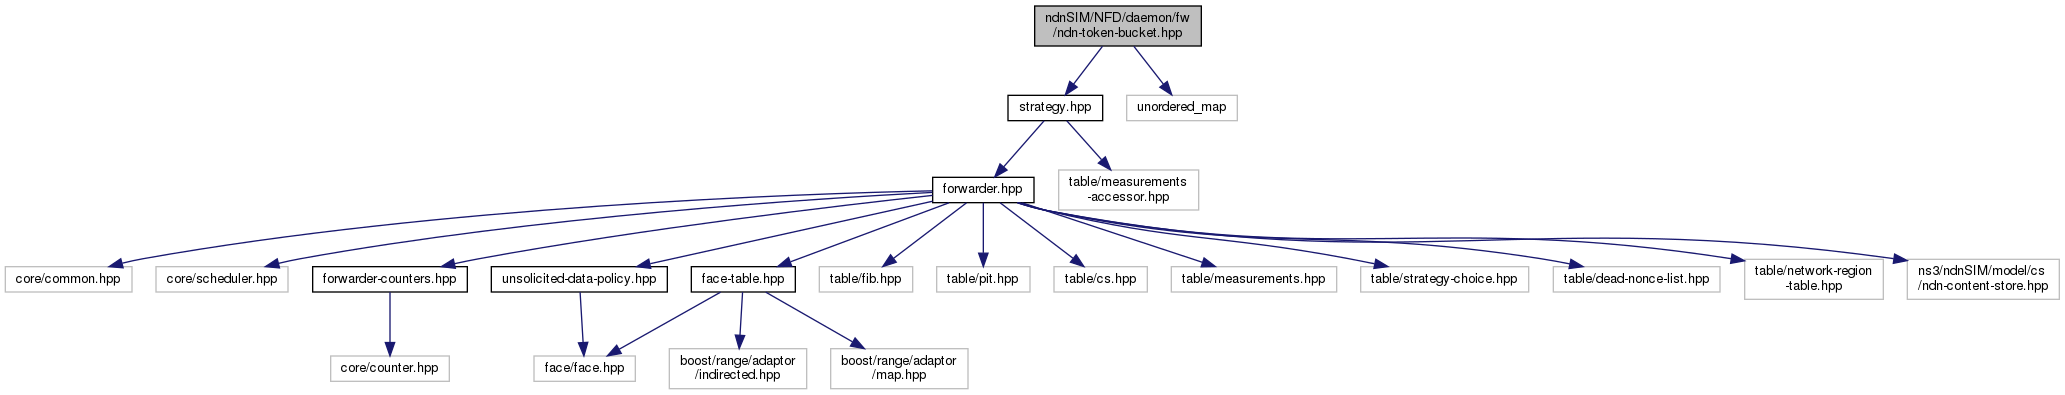 ndnSIM/NFD/daemon/fw
/ndn-token-bucket.hpp
strategy.hpp
unordered_map
forwarder.hpp
table/measurements
-accessor.hpp
core/common.hpp
core/scheduler.hpp
forwarder-counters.hpp
unsolicited-data-policy.hpp
face-table.hpp
table/fib.hpp
table/pit.hpp
table/cs.hpp
table/measurements.hpp
table/strategy-choice.hpp
table/dead-nonce-list.hpp
table/network-region
-table.hpp
ns3/ndnSIM/model/cs
/ndn-content-store.hpp
core/counter.hpp
face/face.hpp
boost/range/adaptor
/indirected.hpp
boost/range/adaptor
/map.hpp